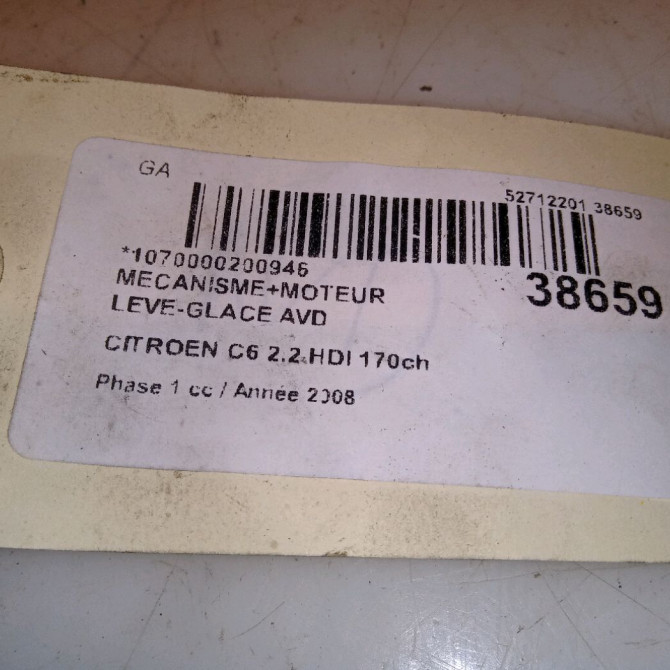 GA
52712201 38659
*1070000200946
38659
MECANISME+MOTEUR
LEVE-GLACE AVD
CITROEN C6 2.2 HDI 170ch
Phase 1 cc / Année 2008